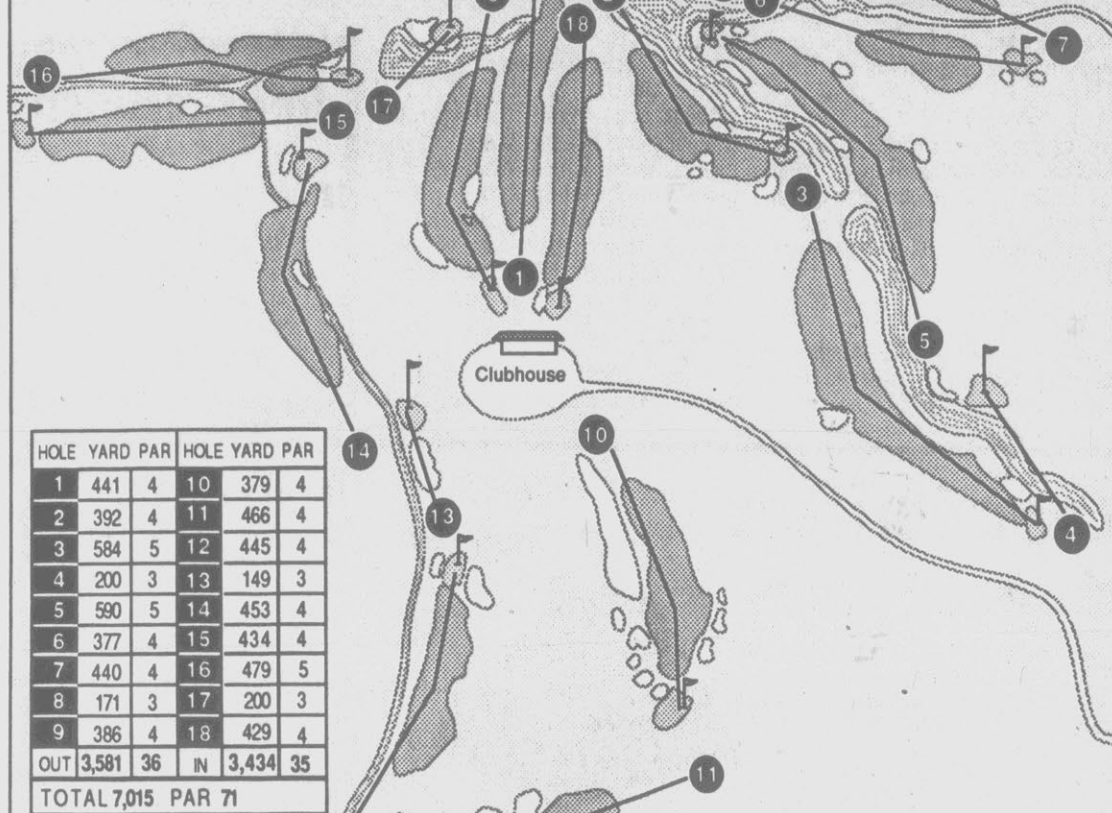 18
6
7
16
17
15
3
1
5
Clubhouse
10
14
13
4
11
HOLE YARD PAR HOLE YARD PAR
1 441 4 10 379 4
2 392 4 11 466 4
3 584 5 12 445 4
4 200 3 13 149 3
5 590 5 14 453 4
6 377 4 15 434 4
7 440 4 16 479 5
8 171 3 17 200 3
9 386 4 18 429 4
OUT 3,581 36 IN 3,434 35
TOTAL 7,015 PAR 71